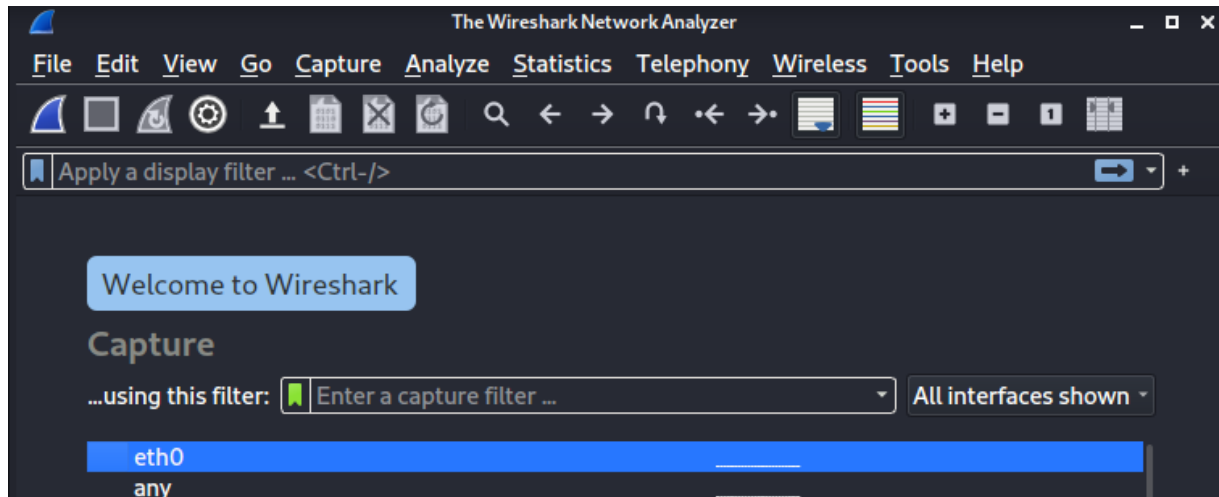 The Wireshark Network Analyzer
File Edit View Go Capture Analyze Statistics Telephony Wireless Tools Help
1
Apply a display filter ... <Ctrl-/> +
Welcome to Wireshark
Capture
...using this filter: Enter a capture filter ... All interfaces shown
eth0
any